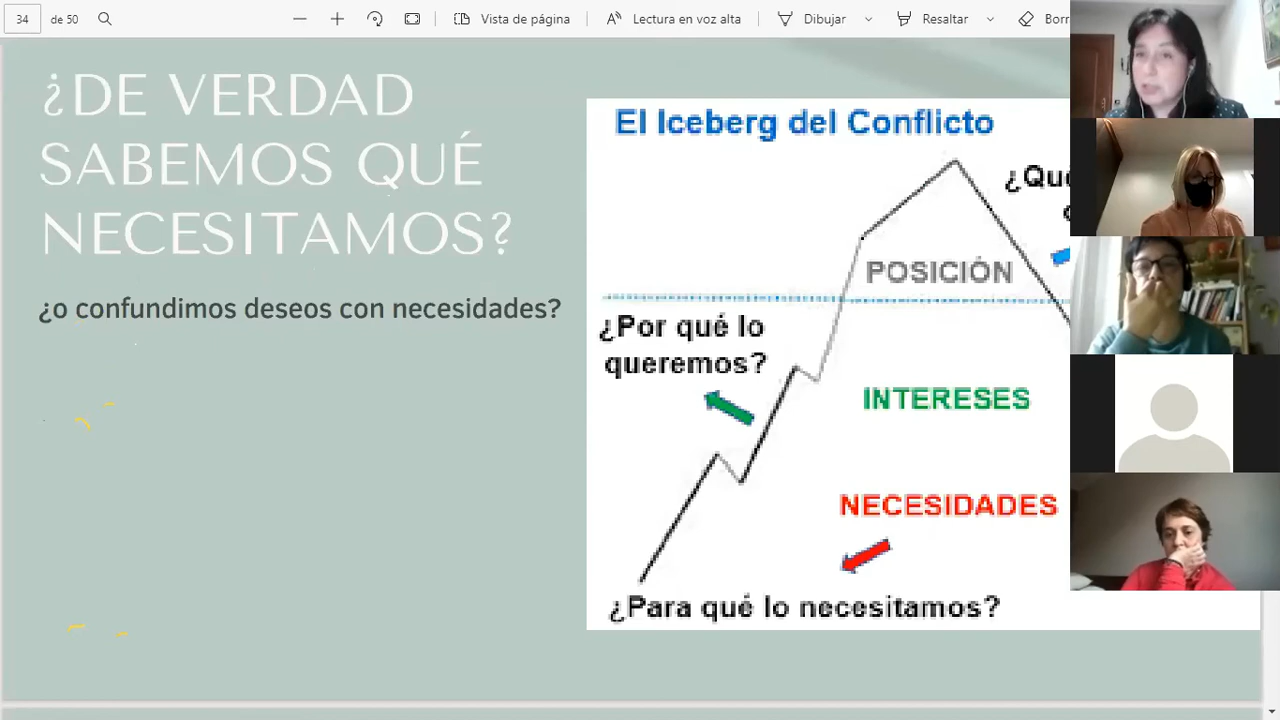 34 de 50 Vista de página Lectura en voz alta Dibujar Resaltar
¿DE VERDAD
SABEMOS QUÉ
NECESITAMOS?
¿o confundimos deseos con necesidades?
El Iceberg del Conflicto
POSICIÓN
¿Por qué lo
queremos?
INTERESES
NECESIDADES
¿Para qué lo necesitamos?